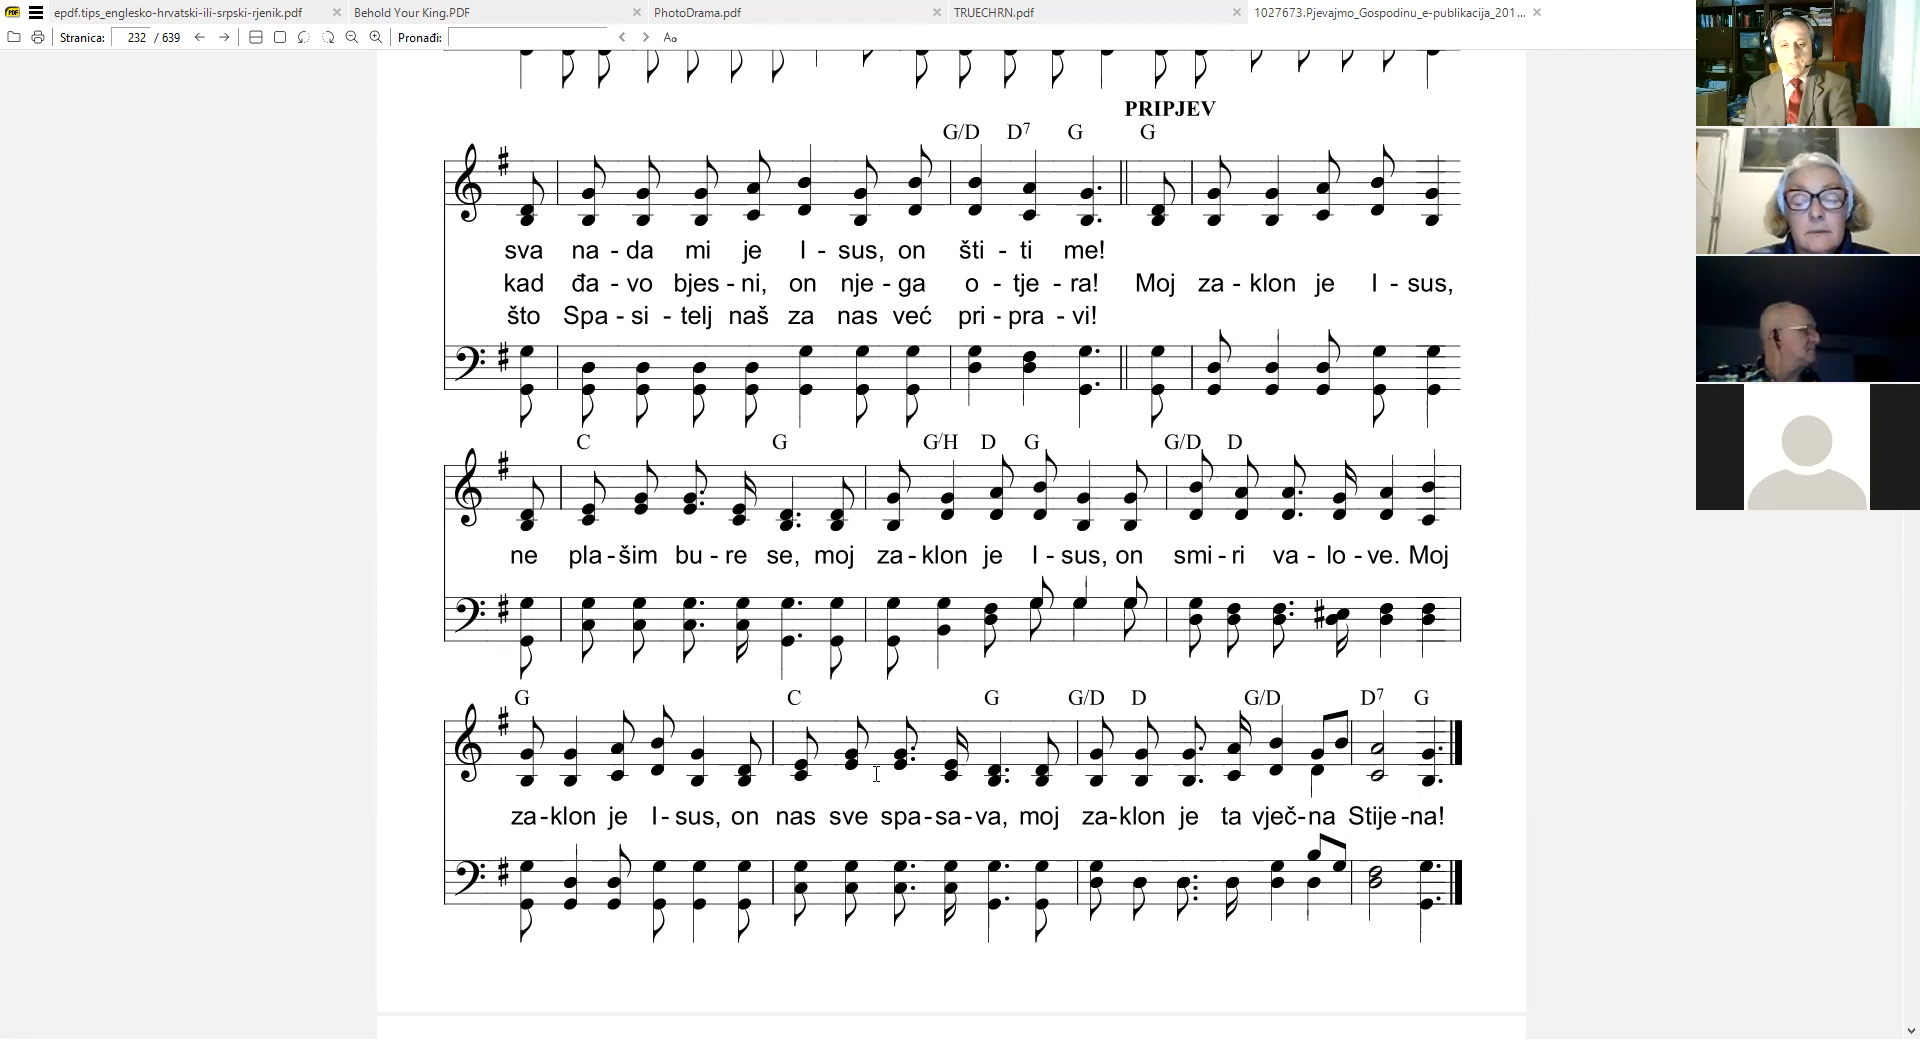 epdf.tips_englesko-hrvatski-ili-srpski-rjenik.pdf
Behold Your King.PDF
PhotoDrama.pdf
TRUECHRN.pdf
1027673.Pjevajmo_Gospodinu_e-publikacija_201...
Stranica: 232 / 639
Pronađi:
PRIPJEV
G/D D7 G G
sva na - da mi je I - sus, on šti - ti me!
kad đa - vo bjes - ni, on nje - ga o - tje - ra! Moj za - klon je I - sus,
što Spa - si - telj naš za nas već pri - pra - vi!
C G G/H D G G/D D
ne pla - šim bu - re se, moj za - klon je I - sus, on smi - ri va - lo - ve. Moj
G C G G/D D G/D D7 G
za - klon je I - sus, on nas sve spa - sa - va, moj za - klon je ta vječ - na Stije - na!